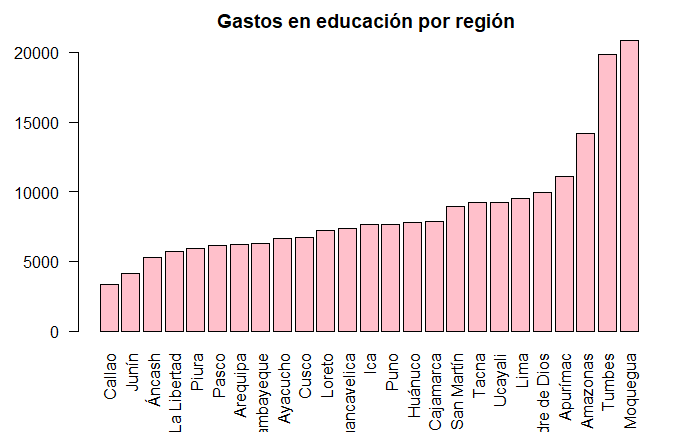 Gastos en educación por región
20000
15000
10000
5000
0
Callao
Junín
Áncash
La Libertad
Piura
Pasco
Arequipa
ambayeque
Ayacucho
Cusco
Loreto
uancavelica
Ica
Puno
Huánuco
Cajamarca
San Martín
Tacna
Ucayali
Lima
dre de Dios
Apurímac
Amazonas
Tumbes
Moquegua